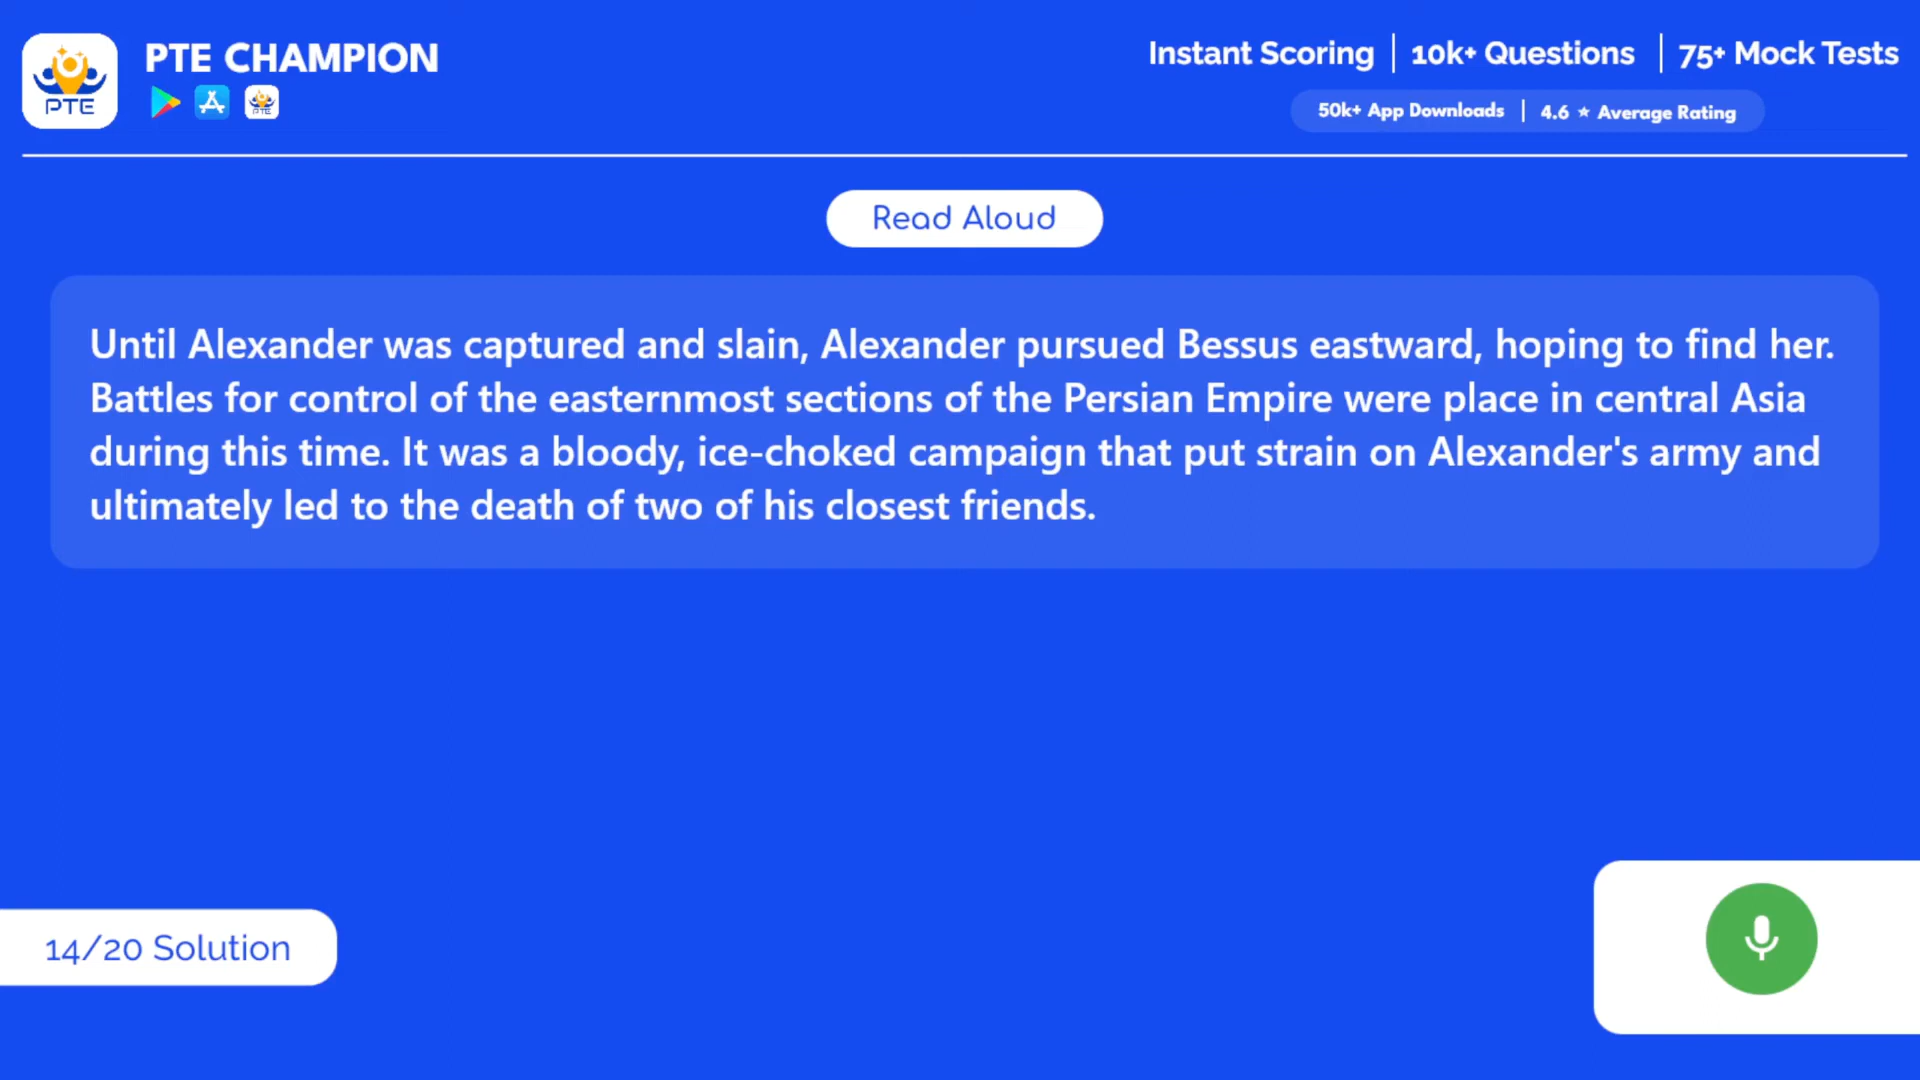 PTE CHAMPION
PTE
PTE
Instant Scoring | 10k+ Questions | 75+ Mock Tests
50k+ App Downloads | 4.6 ★ Average Rating
Read Aloud
Until Alexander was captured and slain, Alexander pursued Bessus eastward, hoping to find her.
Battles for control of the easternmost sections of the Persian Empire were place in central Asia
during this time. It was a bloody, ice-choked campaign that put strain on Alexander's army and
ultimately led to the death of two of his closest friends.
14/20 Solution